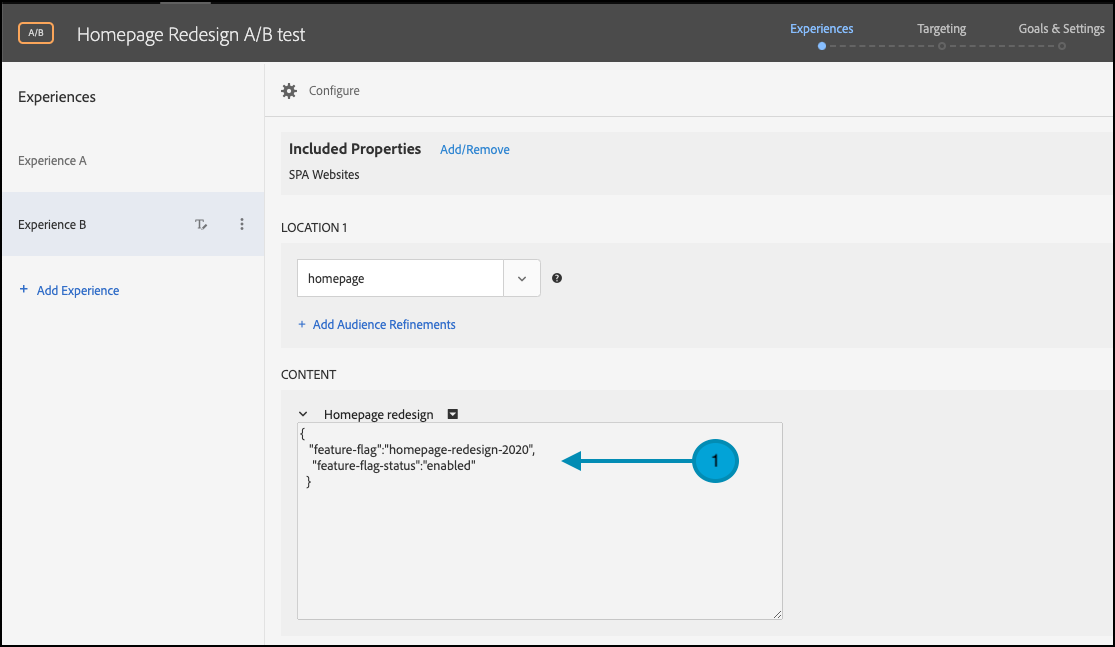 A/B
Homepage Redesign A/B test
Experiences
Targeting
Goals & Settings
Experiences
Experience A
Experience B
+ Add Experience
Configure
Included Properties Add/Remove
SPA Websites
LOCATION 1
homepage
?
+ Add Audience Refinements
CONTENT
Homepage redesign
{
"feature-flag":"homepage-redesign-2020",
"feature-flag-status":"enabled"
}
1